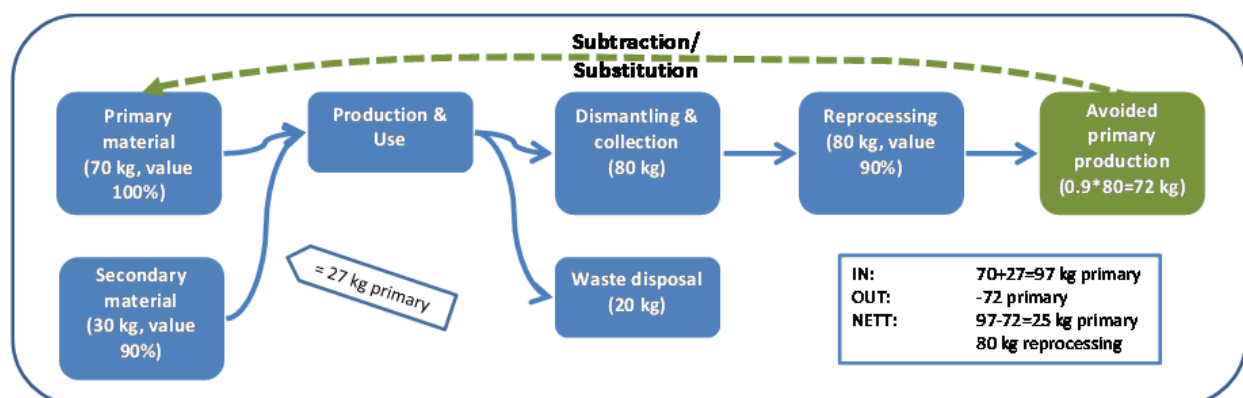 Subtraction/
Substitution
Primary
material
(70 kg, value
100%)
Production &
Use
Dismantling &
collection
(80 kg)
Reprocessing
(80 kg, value
90%)
Avoided
primary
production
(0.9*80=72 kg)
Secondary
material
(30 kg, value
90%)
= 27 kg primary
Waste disposal
(20 kg)
IN: 70+27=97 kg primary
OUT: -72 primary
NETT: 97-72=25 kg primary
80 kg reprocessing